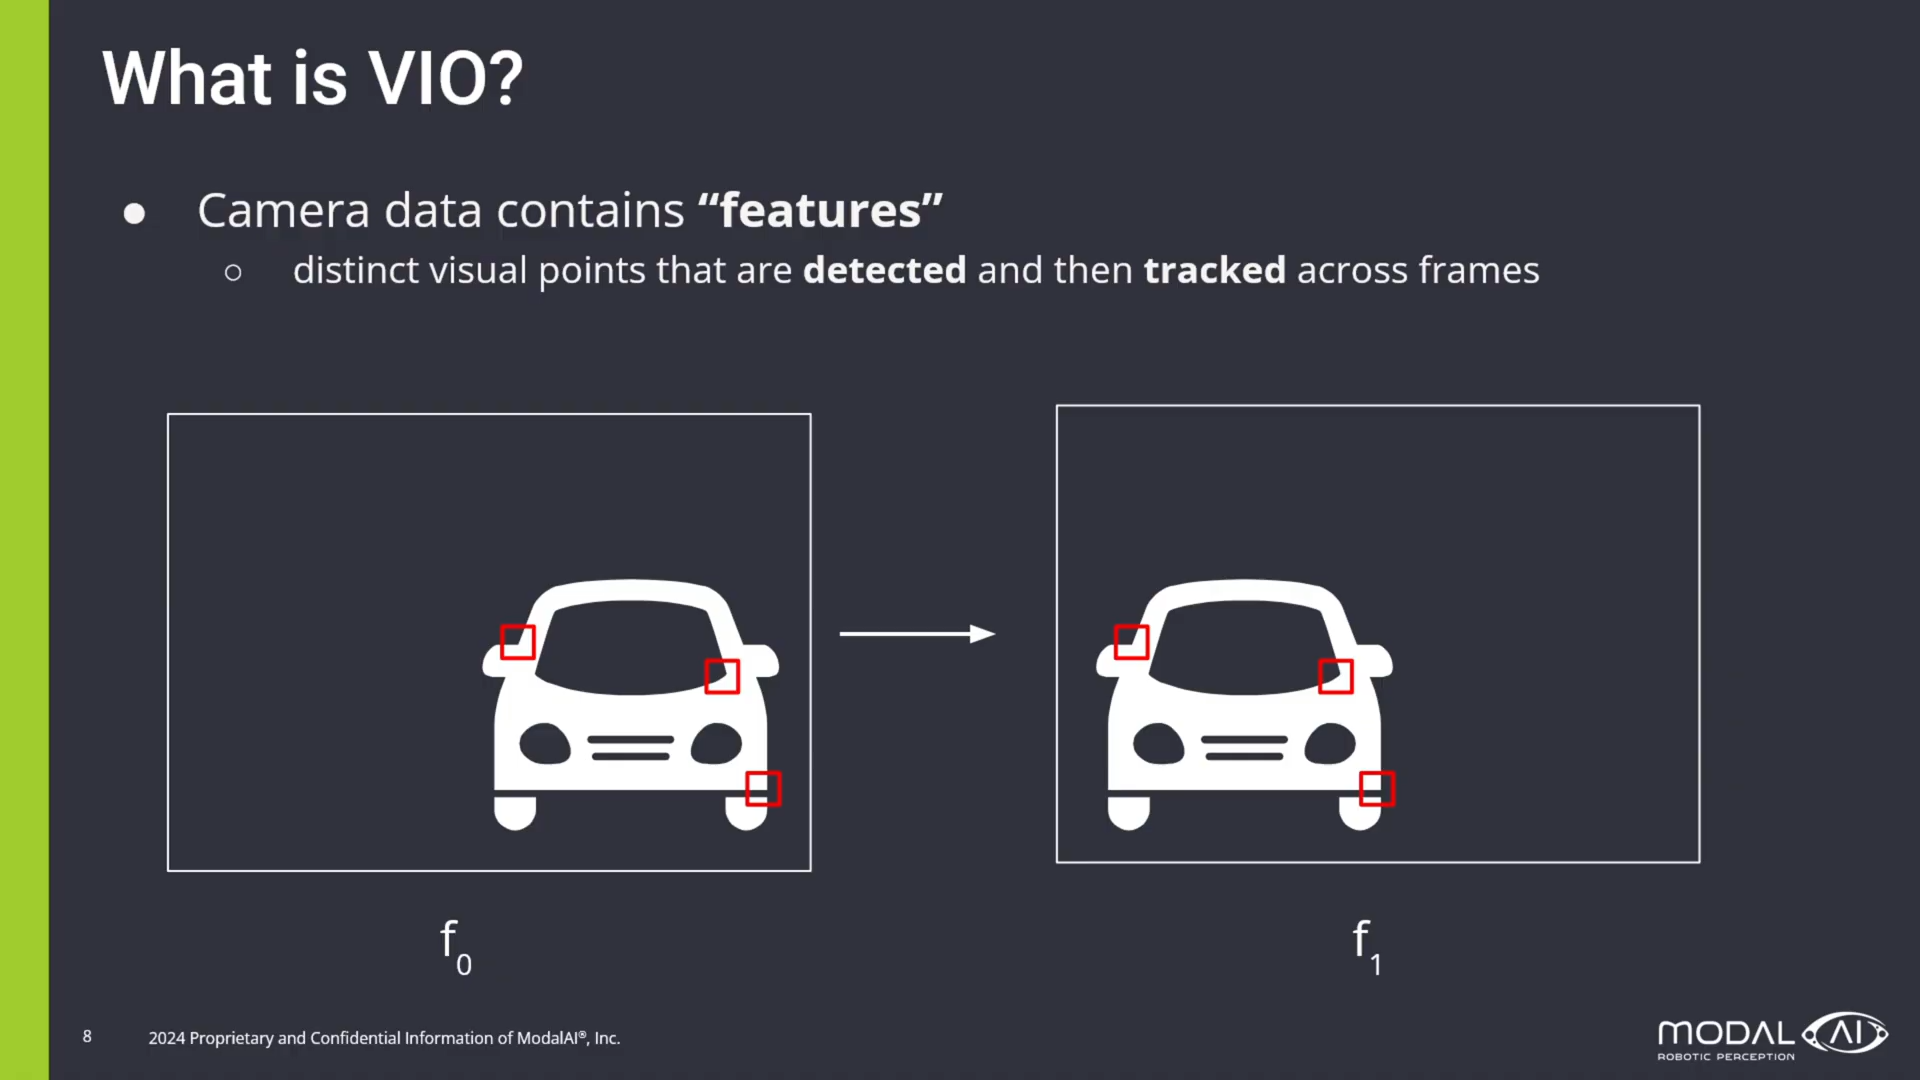 What is VIO?
● Camera data contains “features”
○ distinct visual points that are detected and then tracked across frames
f0
f1
8
2024 Proprietary and Confidential Information of ModalAI®, Inc.
MODAL AI
ROBOTIC PERCEPTION